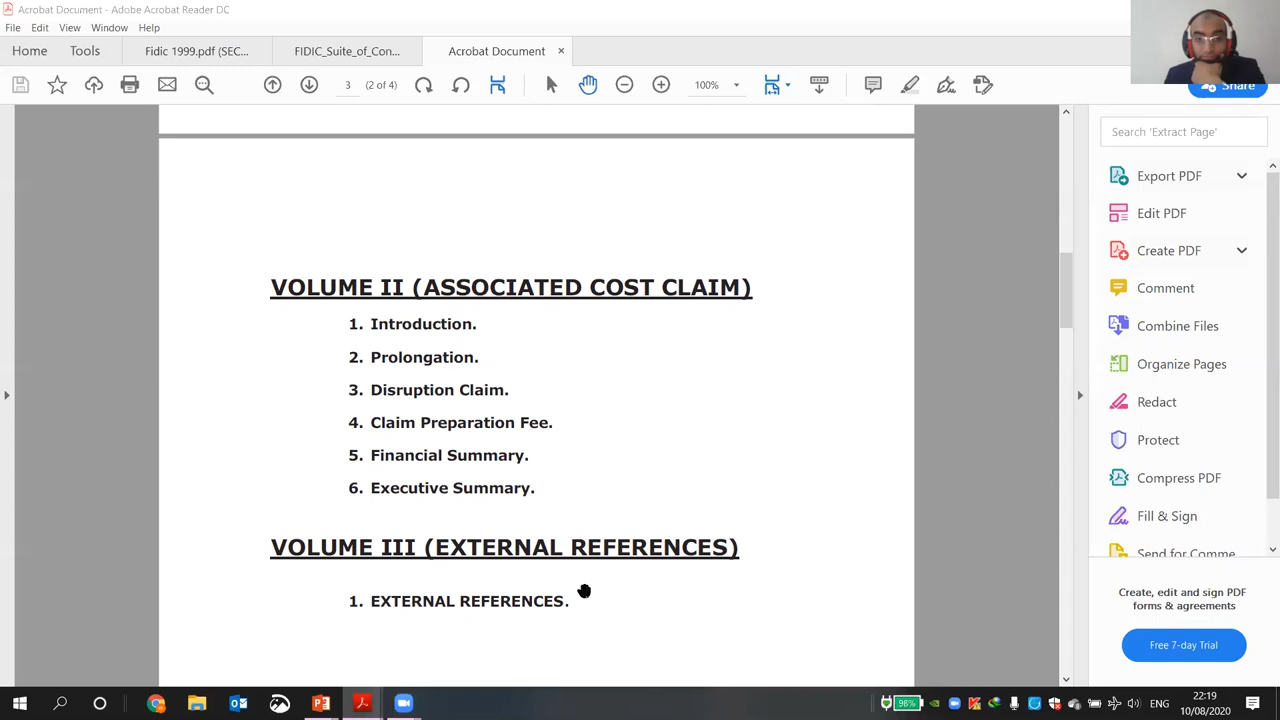 Acrobat Document - Adobe Acrobat Reader DC
File Edit View Window Help
Home Tools Fidic 1999.pdf (SEC... FIDIC_Suite_of_Con... Acrobat Document ×
3 (2 of 4) 100% Share
VOLUME II (ASSOCIATED COST CLAIM)
1. Introduction.
2. Prolongation.
3. Disruption Claim.
4. Claim Preparation Fee.
5. Financial Summary.
6. Executive Summary.
VOLUME III (EXTERNAL REFERENCES)
1. EXTERNAL REFERENCES.
Search 'Extract Page'
Export PDF
Edit PDF
Create PDF
Comment
Combine Files
Organize Pages
Redact
Protect
Compress PDF
Fill & Sign
Send for Comme
Create, edit and sign PDF
forms & agreements
Free 7-day Trial
98% ENG 22:19
10/08/2020